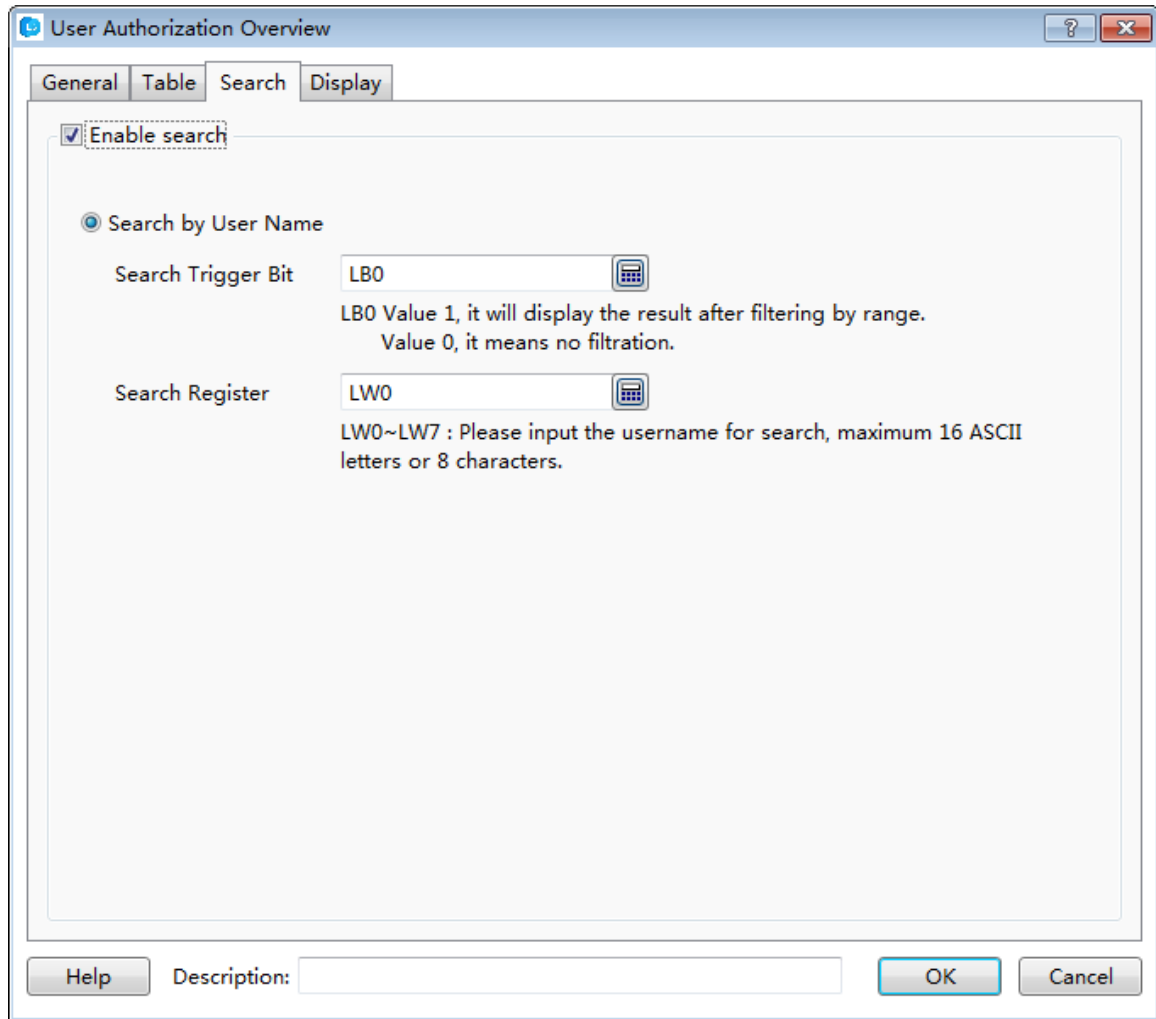 User Authorization Overview
General Table Search Display
Enable search
Search by User Name
Search Trigger Bit LB0
LB0 Value 1, it will display the result after filtering by range.
Value 0, it means no filtration.
Search Register LW0
LW0~LW7 : Please input the username for search, maximum 16 ASCII
letters or 8 characters.
Help Description: OK Cancel